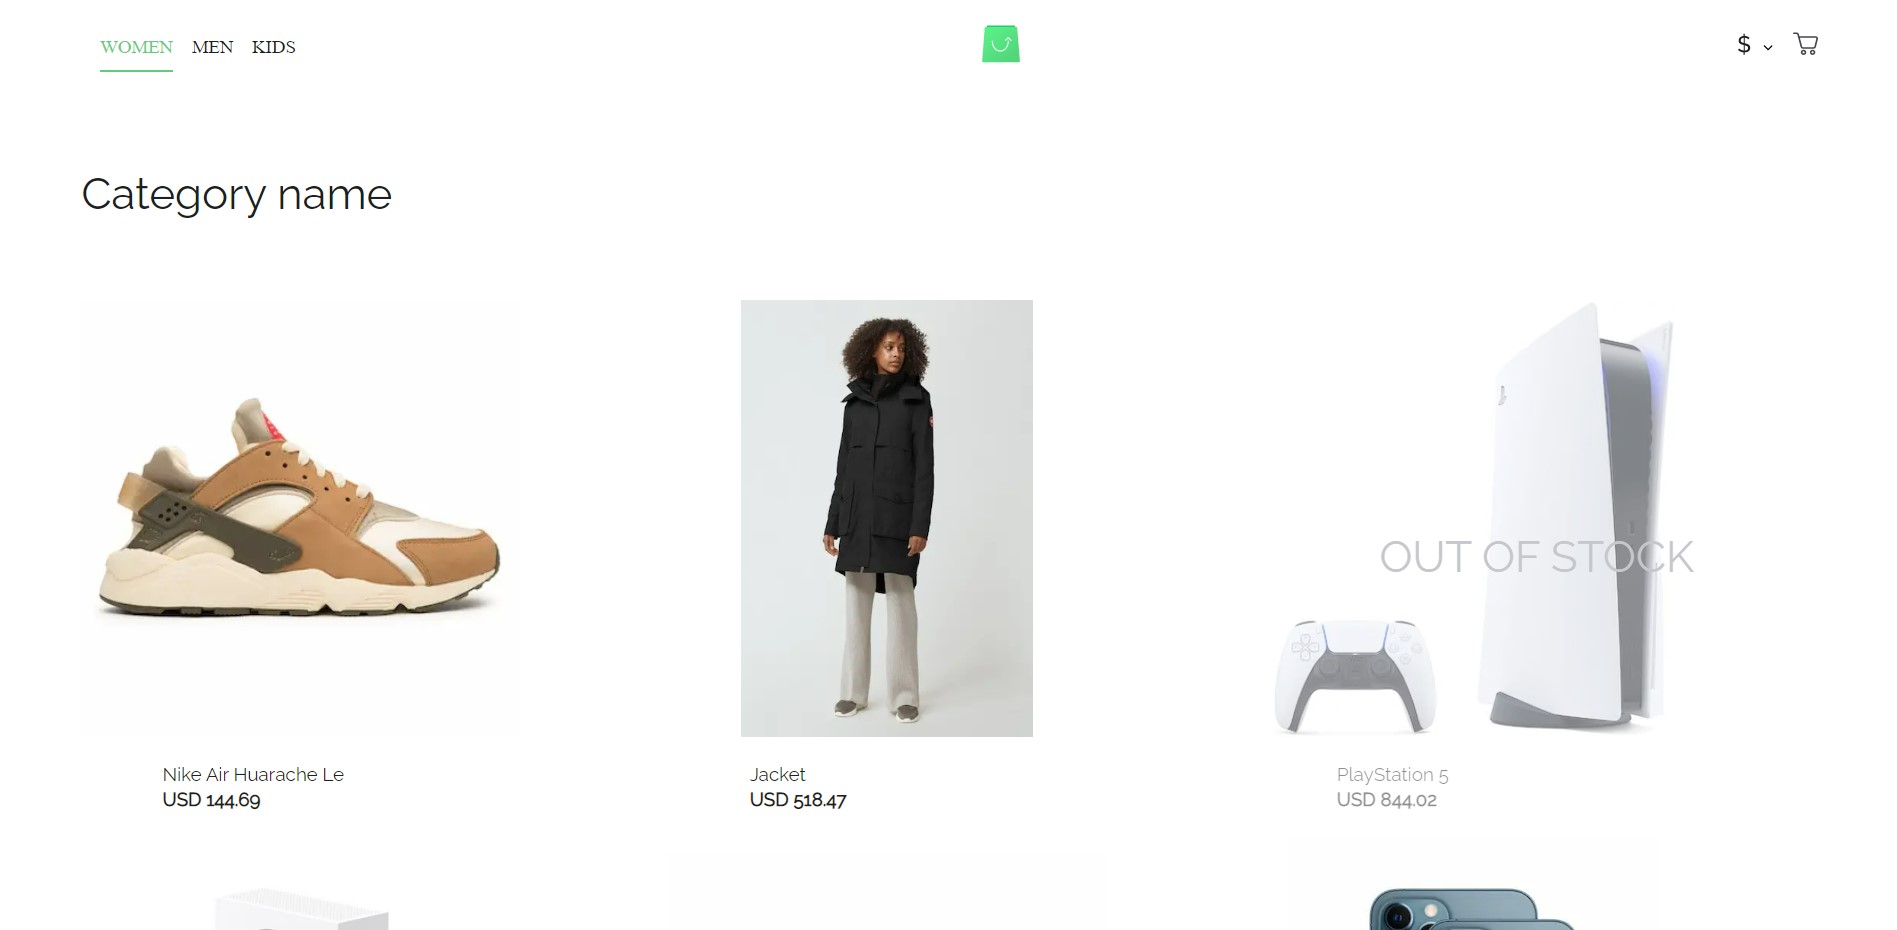 WOMEN MEN KIDS
$
Category name
OUT OF STOCK
Nike Air Huarache Le
USD 144.69
Jacket
USD 518.47
PlayStation 5
USD 844.02